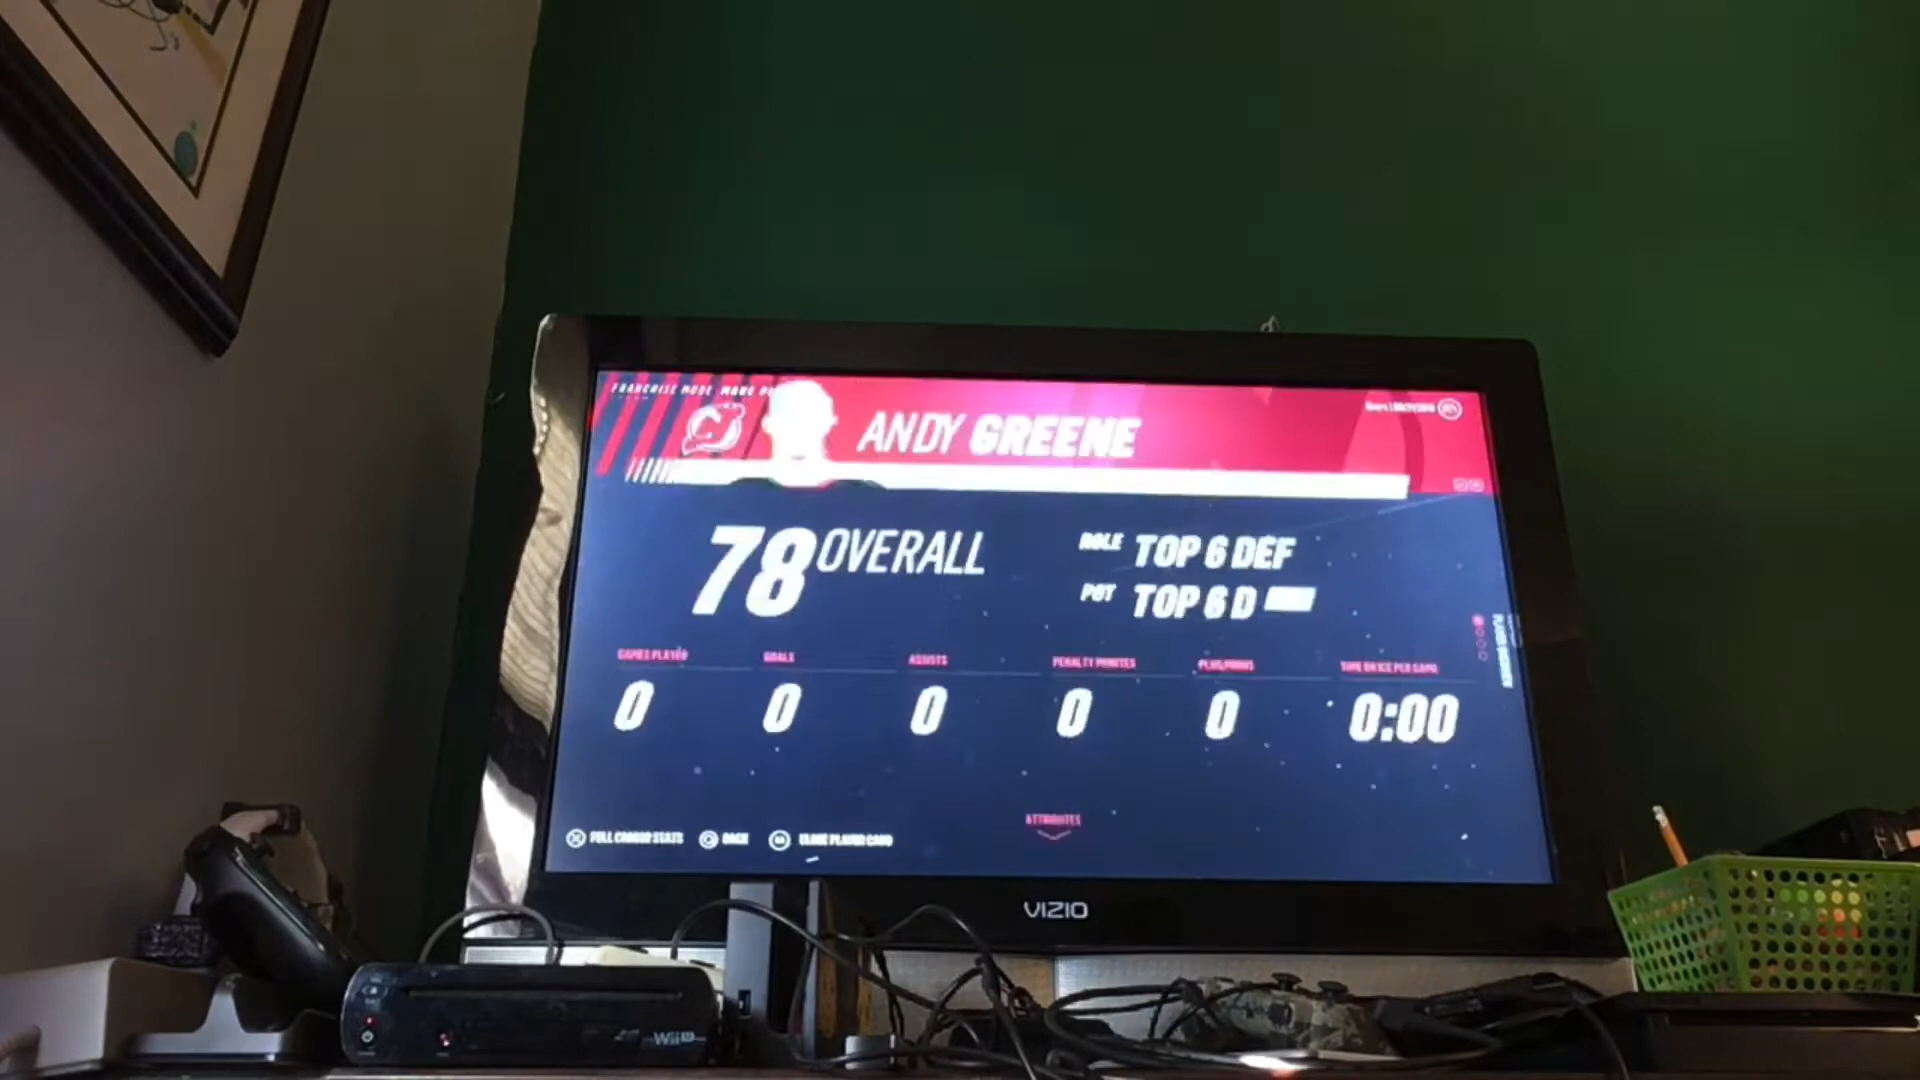 FRANCHISE MODE
ANDY GREENE
78 OVERALL
ROLE TOP 6 DEF
POT TOP 6 D
GAMES PLAYED GOALS ASSISTS PENALTY MINUTES PLUS/MINUS TIME ON ICE PER GAME
0 0 0 0 0 0:00
ATTRIBUTES
FULL CAREER STATS BACK CLOSE PLAYER CARD
VIZIO
Wii U